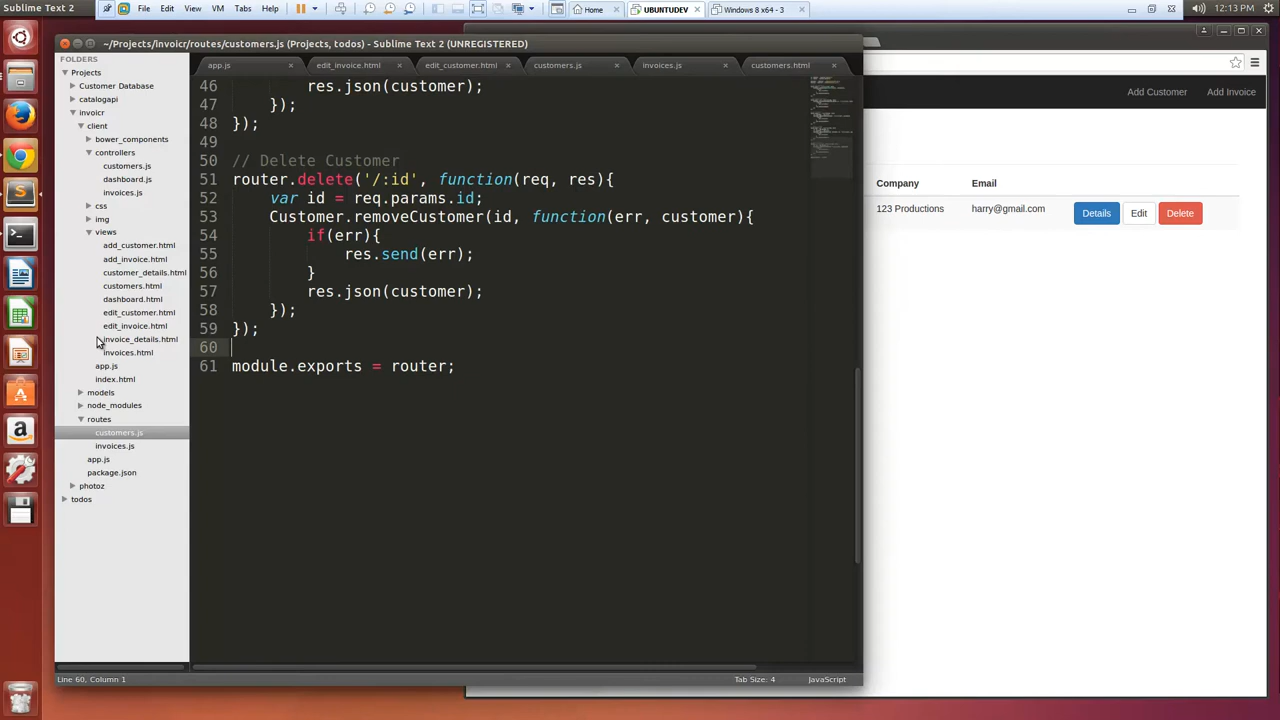 Sublime Text 2
File Edit View VM Tabs Help
Home
UBUNTUDEV
Windows 8 x64 - 3
12:13 PM
~/Projects/invoicr/routes/customers.js (Projects, todos) - Sublime Text 2 (UNREGISTERED)
FOLDERS
Projects
Customer Database
catalogapi
invoicr
client
bower_components
controllers
customers.js
dashboard.js
invoices.js
css
img
views
add_customer.html
add_invoice.html
customer_details.html
customers.html
dashboard.html
edit_customer.html
edit_invoice.html
invoice_details.html
invoices.html
app.js
index.html
models
node_modules
routes
customers.js
invoices.js
app.js
package.json
photoz
todos
app.js
edit_invoice.html
edit_customer.html
customers.js
invoices.js
customers.html
46 res.json(customer);
47 });
48 });
49
50 // Delete Customer
51 router.delete('/:id', function(req, res){
52 var id = req.params.id;
53 Customer.removeCustomer(id, function(err, customer){
54 if(err){
55 res.send(err);
56 }
57 res.json(customer);
58 });
59 });
60
61 module.exports = router;
Line 60, Column 1
Tab Size: 4
JavaScript
Add Customer
Add Invoice
Company Email
123 Productions harry@gmail.com Details Edit Delete